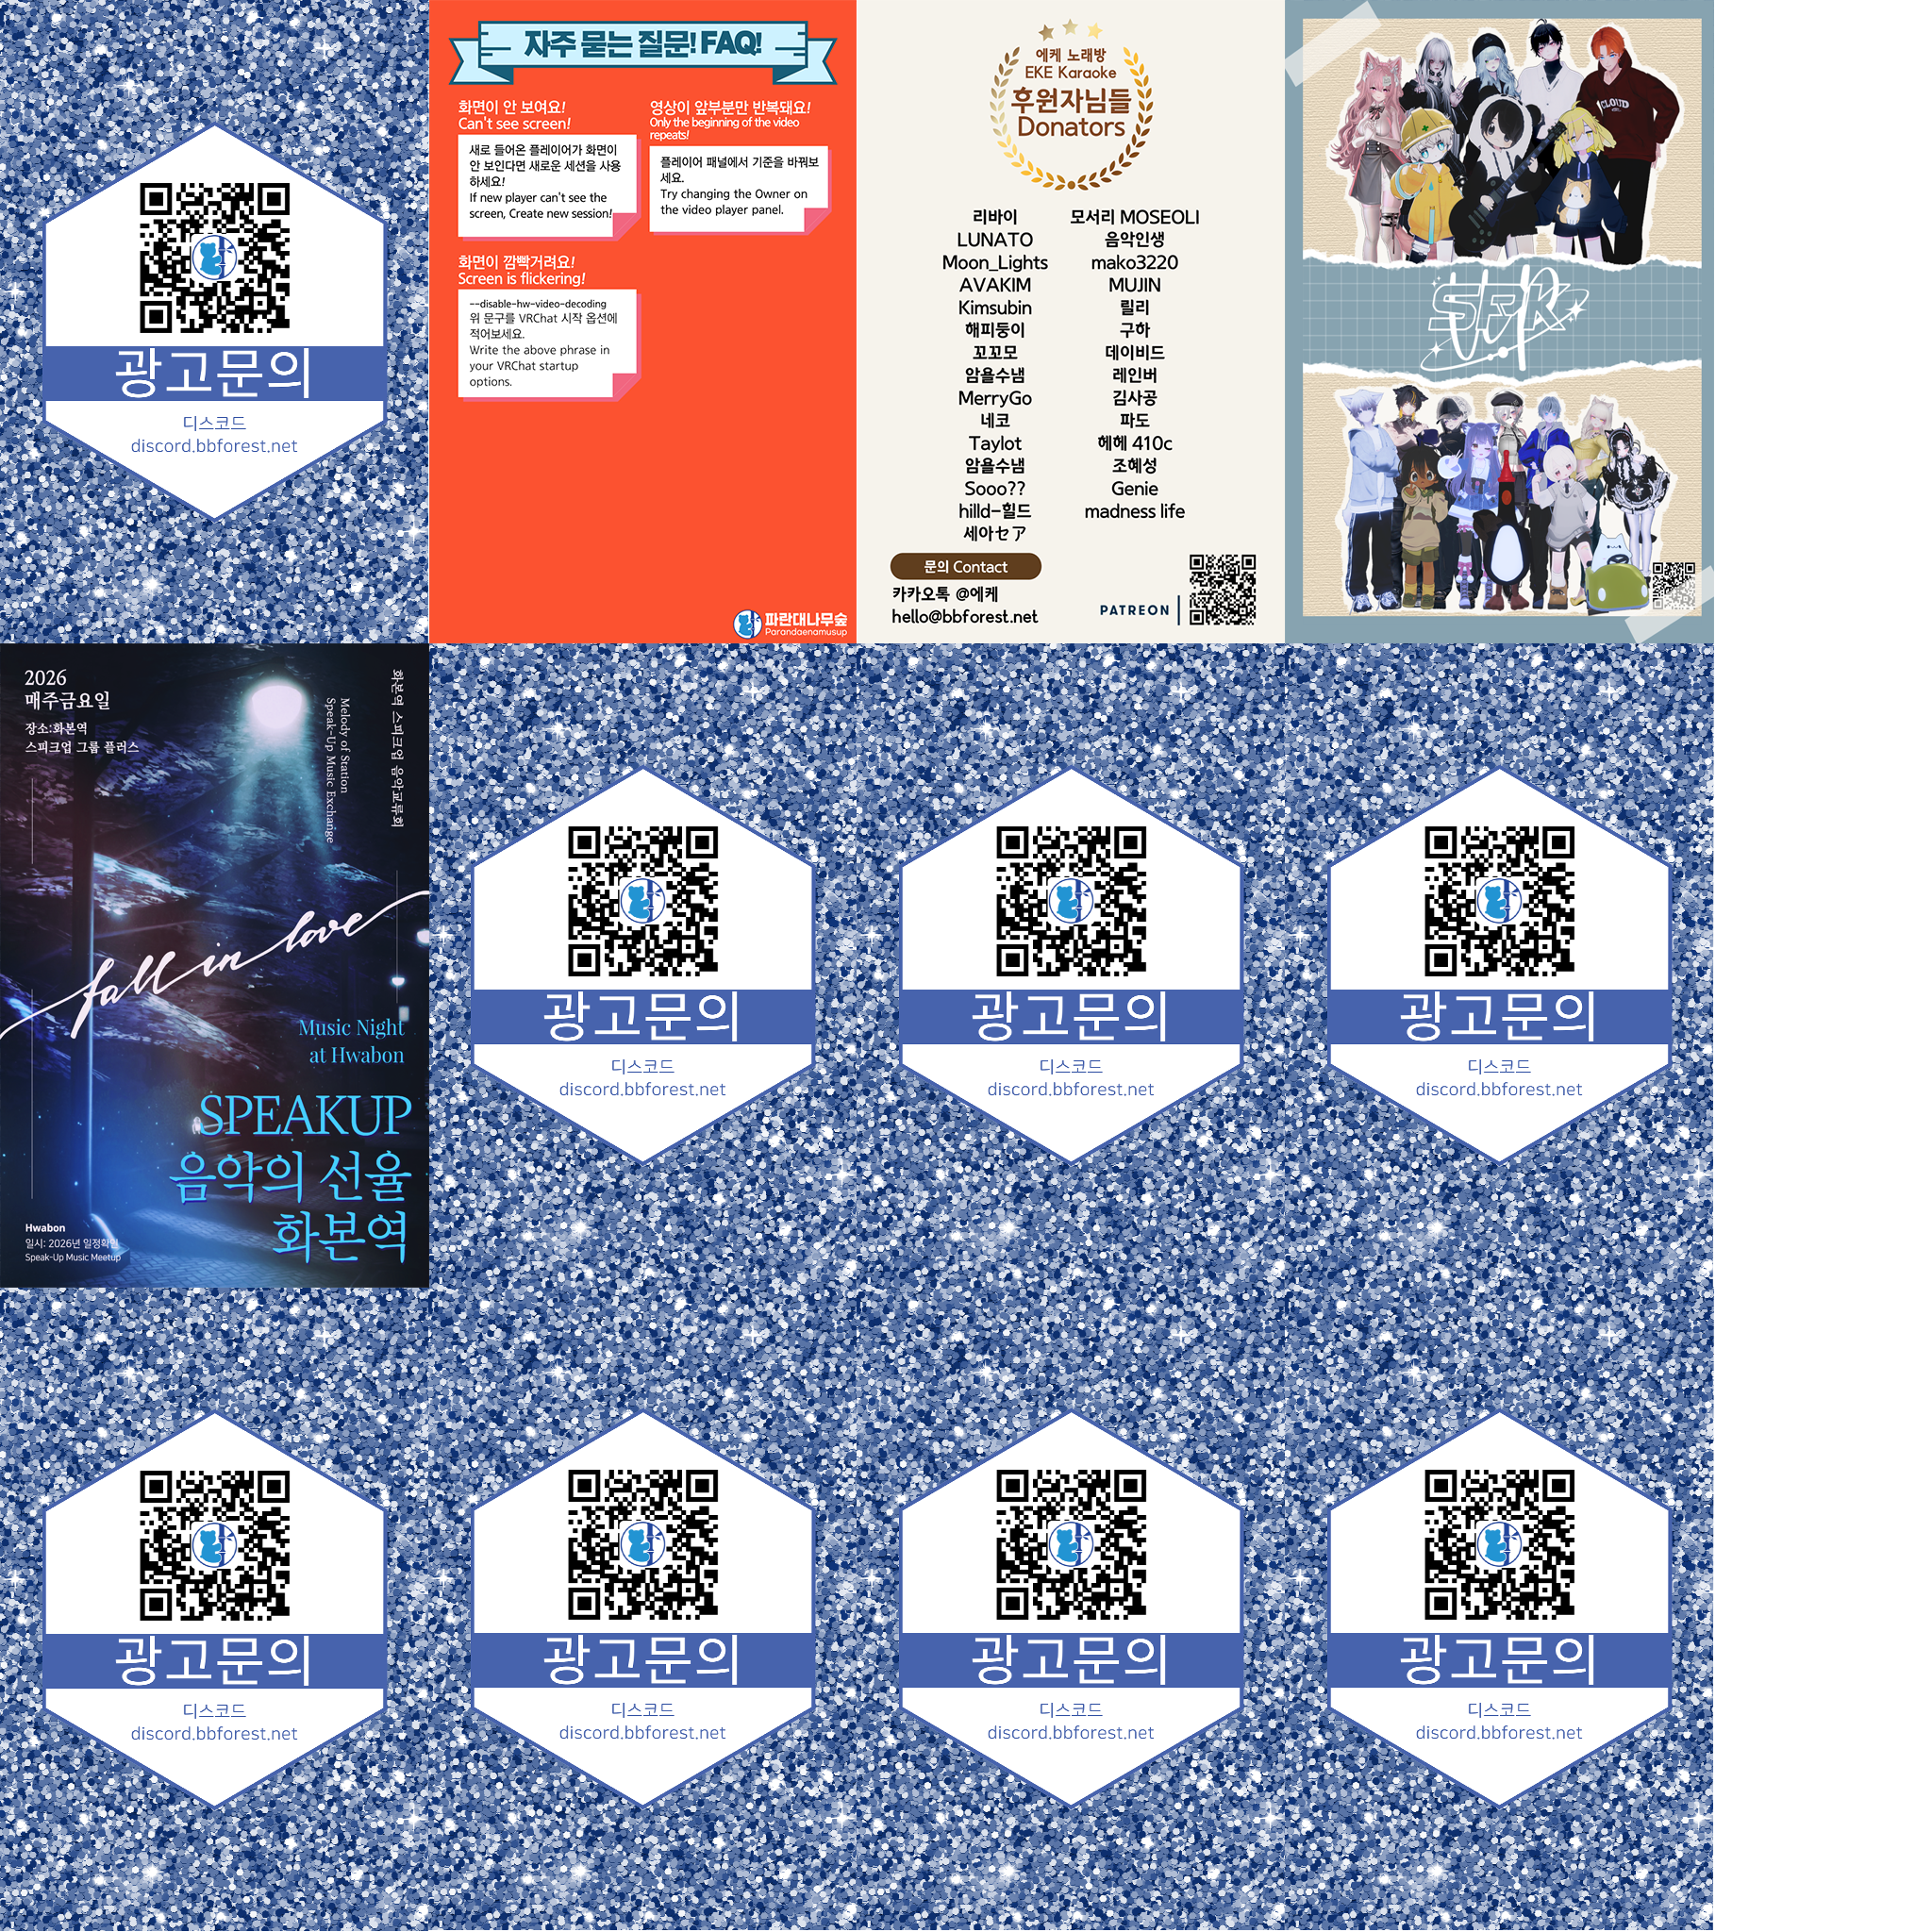 광고문의
디스코드
discord.bbforest.net
자주 묻는 질문! FAQ!
화면이 안 보여요!
Can't see screen!
새로 들어온 플레이어가 화면이
안 보인다면 새로운 세션을 사용
하세요!
If new player can't see the
screen, Create new session!
영상이 앞부분만 반복돼요!
Only the beginning of the video
repeats!
플레이어 패널에서 기준을 바꿔보
세요.
Try changing the Owner on
the video player panel.
화면이 깜빡거려요!
Screen is flickering!
--disable-hw-video-decoding
위 문구를 VRChat 시작 옵션에
적어보세요.
Write the above phrase in
your VRChat startup
options.
파란대나무숲
Parandaenamusup
에케 노래방
EKE Karaoke
후원자님들
Donators
리바이
LUNATO
Moon_Lights
AVAKIM
Kimsubin
해피둥이
꼬꼬모
암욜수냄
MerryGo
네코
Taylot
암욜수냄
Sooo??
hilld-힐드
세아セア
모서리 MOSEOLI
음악인생
mako3220
MUJIN
릴리
구하
데이비드
레인버
김사공
파도
헤헤 410c
조혜성
Genie
madness life
문의 Contact
카카오톡 @에케
hello@bbforest.net
PATREON
CLOUD
2026
매주금요일
장소:화본역
스피크업 그룹 플러스
화본역 스피크업 음악교류회
Melody of Station
Speak-Up Music Exchange
fall in love
Music Night
at Hwabon
SPEAKUP
음악의 선율
화본역
Hwabon
일시: 2026년 일정확인
Speak-Up Music Meetup
광고문의
디스코드
discord.bbforest.net
광고문의
디스코드
discord.bbforest.net
광고문의
디스코드
discord.bbforest.net
광고문의
디스코드
discord.bbforest.net
광고문의
디스코드
discord.bbforest.net
광고문의
디스코드
discord.bbforest.net
광고문의
디스코드
discord.bbforest.net